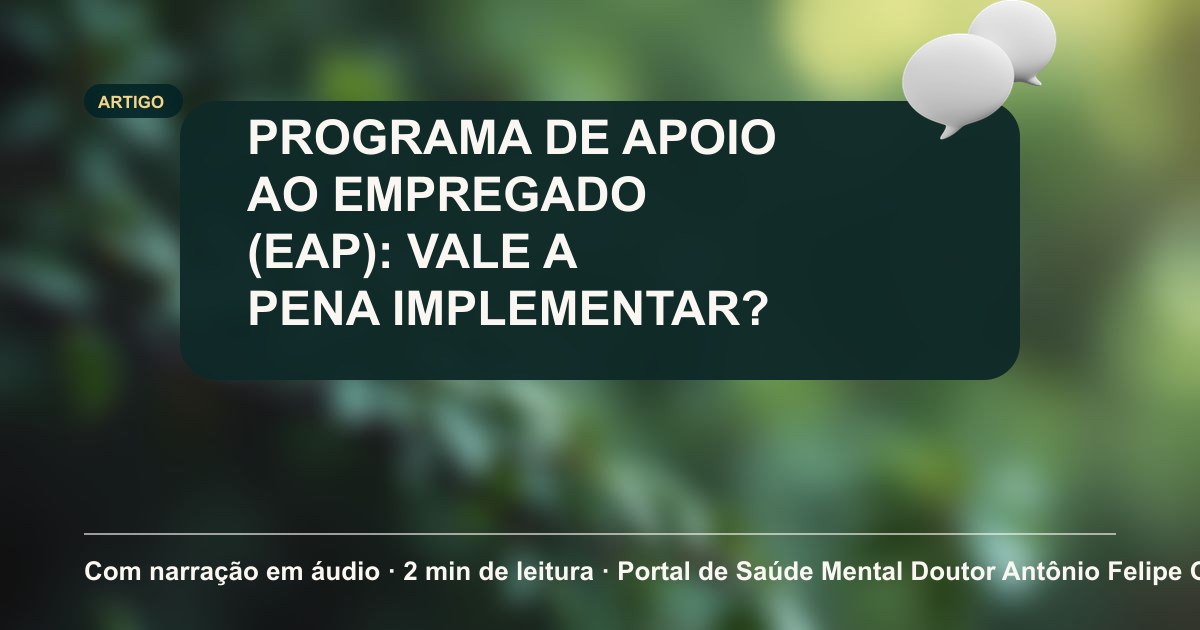 ARTIGO
PROGRAMA DE APOIO
AO EMPREGADO
(EAP): VALE A
PENA IMPLEMENTAR?
Com narração em áudio · 2 min de leitura · Portal de Saúde Mental Doutor Antônio Felipe